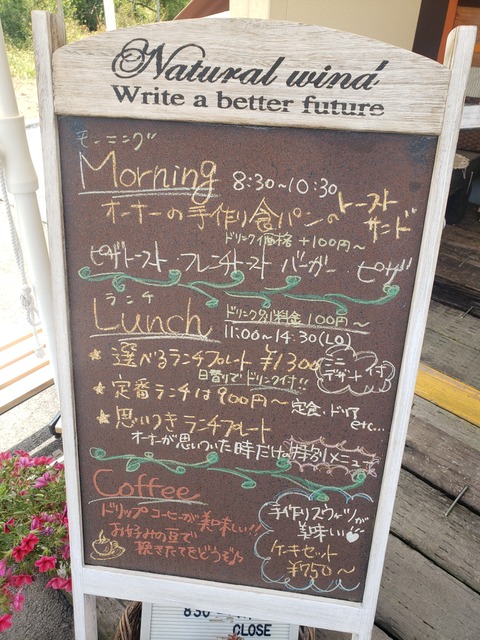 Natural wind
Write a better future
モーニング
Morning 8:30~10:30
オーナーの手作り食パンのトーストサンド
ドリンク価格 +100円~
ピザトースト・フレンチトースト バーガー ピザ
ランチ
Lunch
ドリンク別料金 100円~
11:00~14:30(LO)
★選べるランチプレート ¥1300
日替りでドリンク付!!
ミニデザート付
★定番ランチは900円~
定食・ドリア
etc...
★思いつきランチプレート
オーナーが思いついた時だけの特別メニュー
Coffee
ドリップコーヒーが美味しい!!
お好みの豆で
挽きたてをどうぞ♪
手作りスウィーツが
美味しい
ケーキセット
¥750~
CLOSE